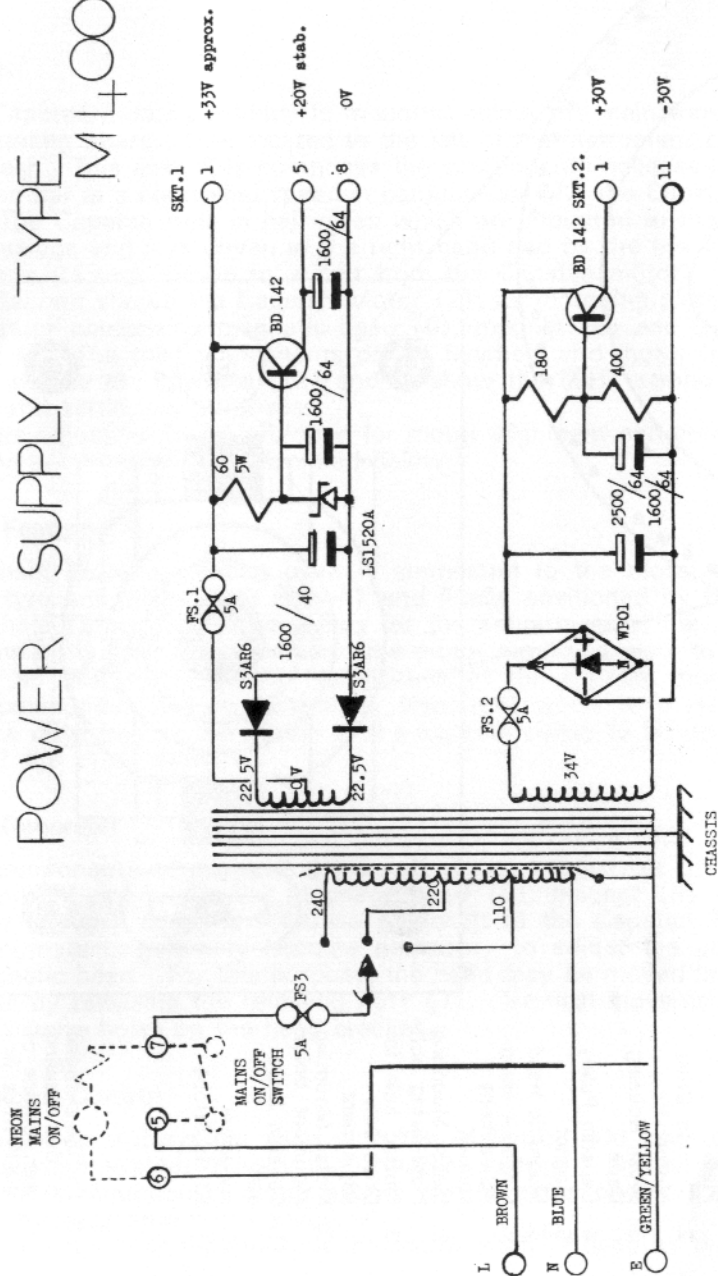 POWER SUPPLY TYPE M400
NEON
MAINS
ON/OFF
6
5
7
MAINS
ON/OFF
SWITCH
FS3
5A
L
BROWN
N
BLUE
E
GREEN/YELLOW
240
220
110
CHASSIS
22.5V
0V
22.5V
S3AR6
S3AR6
FS.1
5A
1600/40
60
5W
LS1520A
1600/64
BD 142
1600/64
SKT.1
1
+33V approx.
5
+20V stab.
8
0V
34V
FS.2
5A
N
N
WP01
2500/64
1600/64
180
400
BD 142
SKT.2.
1
+30V
11
-30V